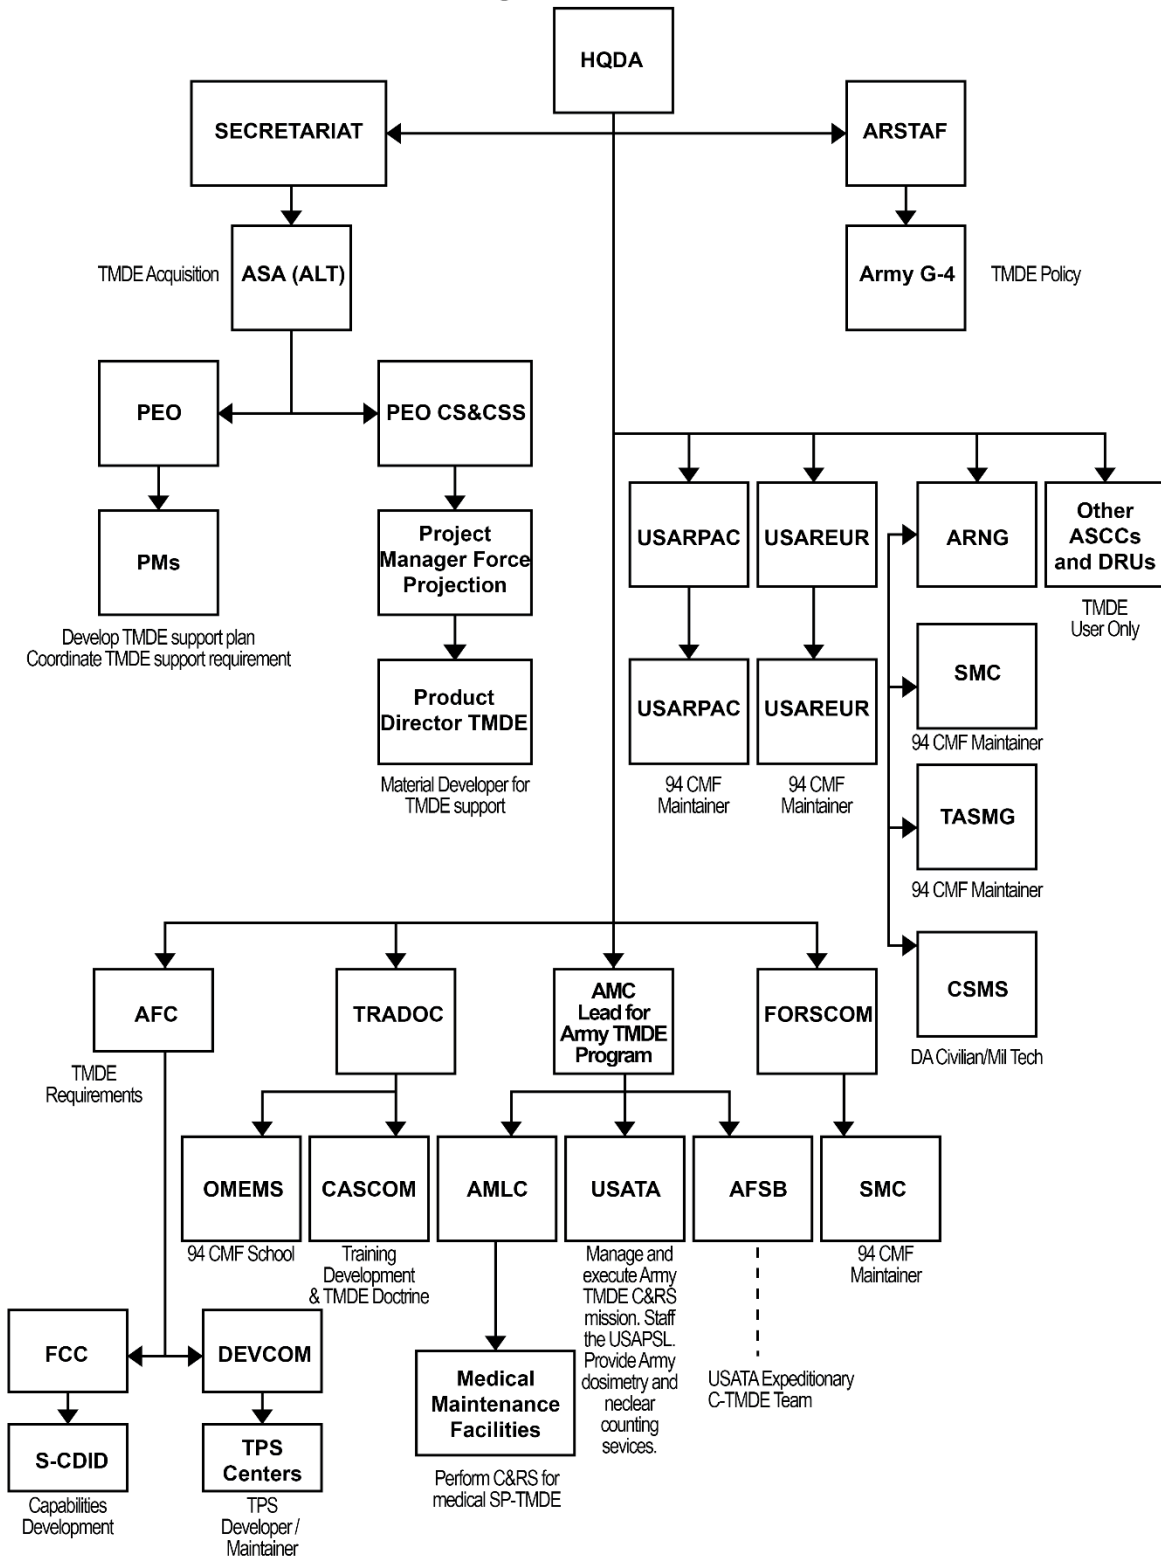 HQDA
SECRETARIAT
ARSTAF
TMDE Acquisition
ASA (ALT)
Army G-4
TMDE Policy
PEO
PEO CS&CSS
PMs
Develop TMDE support plan
Coordinate TMDE support requirement
Project
Manager Force
Projection
Product
Director TMDE
Material Developer for
TMDE support
USARPAC
USAREUR
ARNG
Other
ASCCs
and DRUs
TMDE
User Only
USARPAC
94 CMF
Maintainer
USAREUR
94 CMF
Maintainer
SMC
94 CMF Maintainer
TASMG
94 CMF Maintainer
CSMS
DA Civilian/Mil Tech
AFC
TMDE
Requirements
TRADOC
AMC
Lead for
Army TMDE
Program
FORSCOM
OMEMS
94 CMF School
CASCOM
Training
Development
& TMDE Doctrine
AMLC
USATA
Manage and
execute Army
TMDE C&RS
mission. Staff
the USAPSL.
Provide Army
dosimetry and
neclear
counting
sevices.
AFSB
USATA Expeditionary
C-TMDE Team
SMC
94 CMF
Maintainer
FCC
DEVCOM
Medical
Maintenance
Facilities
Perform C&RS for
medical SP-TMDE
S-CDID
Capabilities
Development
TPS
Centers
TPS
Developer /
Maintainer